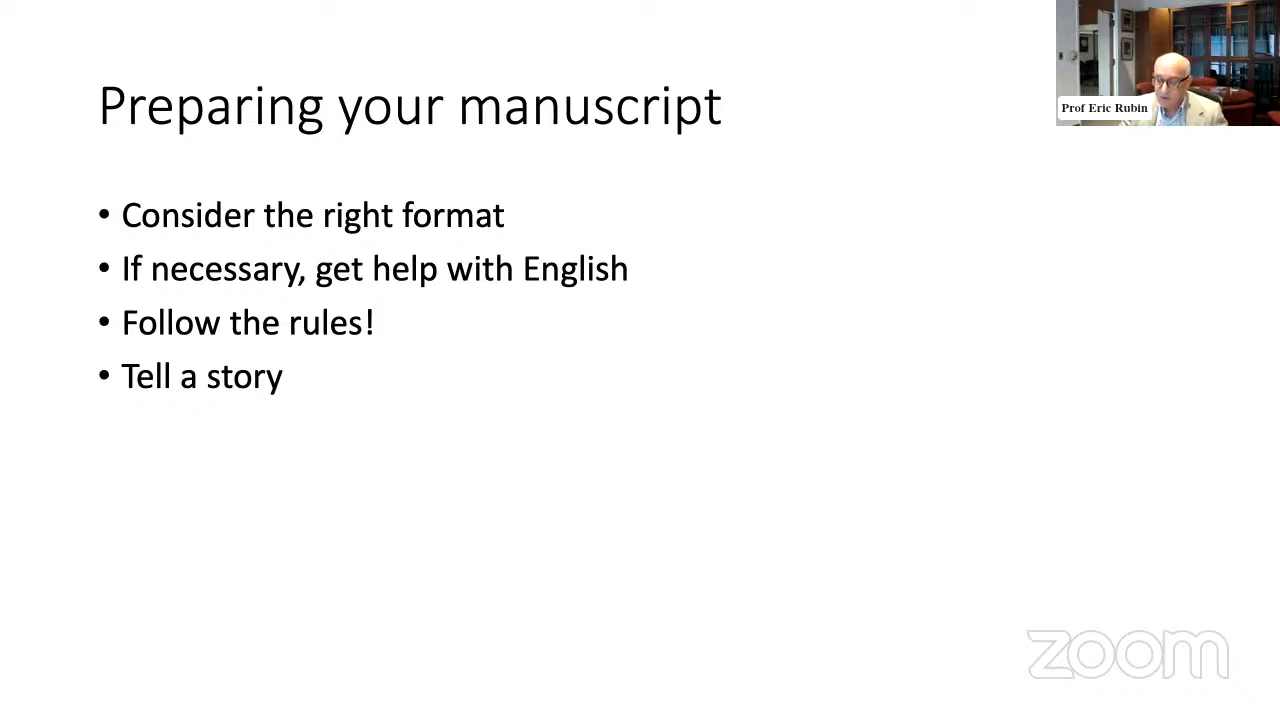 Preparing your manuscript
Prof Eric Rubin
• Consider the right format
• If necessary, get help with English
• Follow the rules!
• Tell a story
zoom